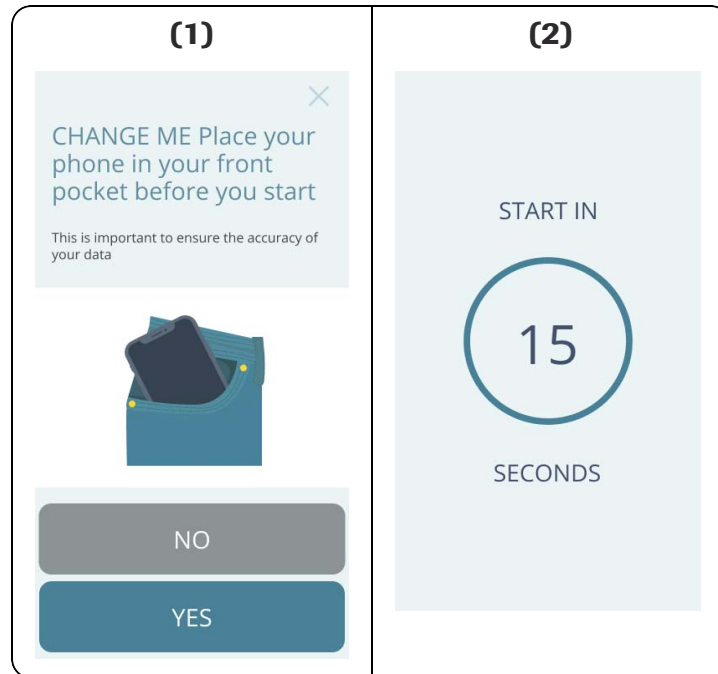 (1)
CHANGE ME Place your
phone in your front
pocket before you start
This is important to ensure the accuracy of
your data
NO
YES
(2)
START IN
15
SECONDS